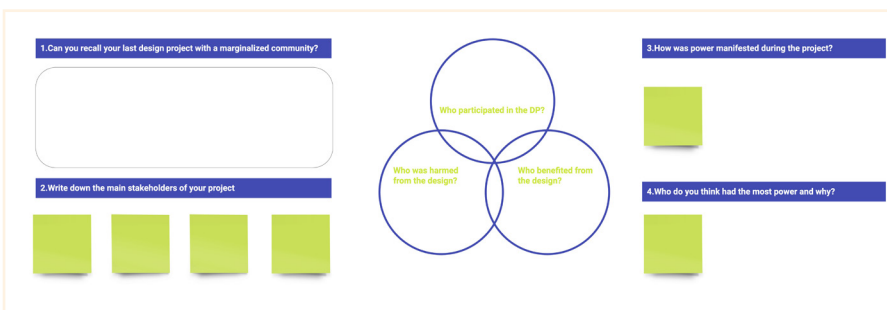 1.Can you recall your last design project with a marginalized community?
2.Write down the main stakeholders of your project
Who participated in the DP?
Who was harmed
from the design?
Who benefited from
the design?
3.How was power manifested during the project?
4.Who do you think had the most power and why?